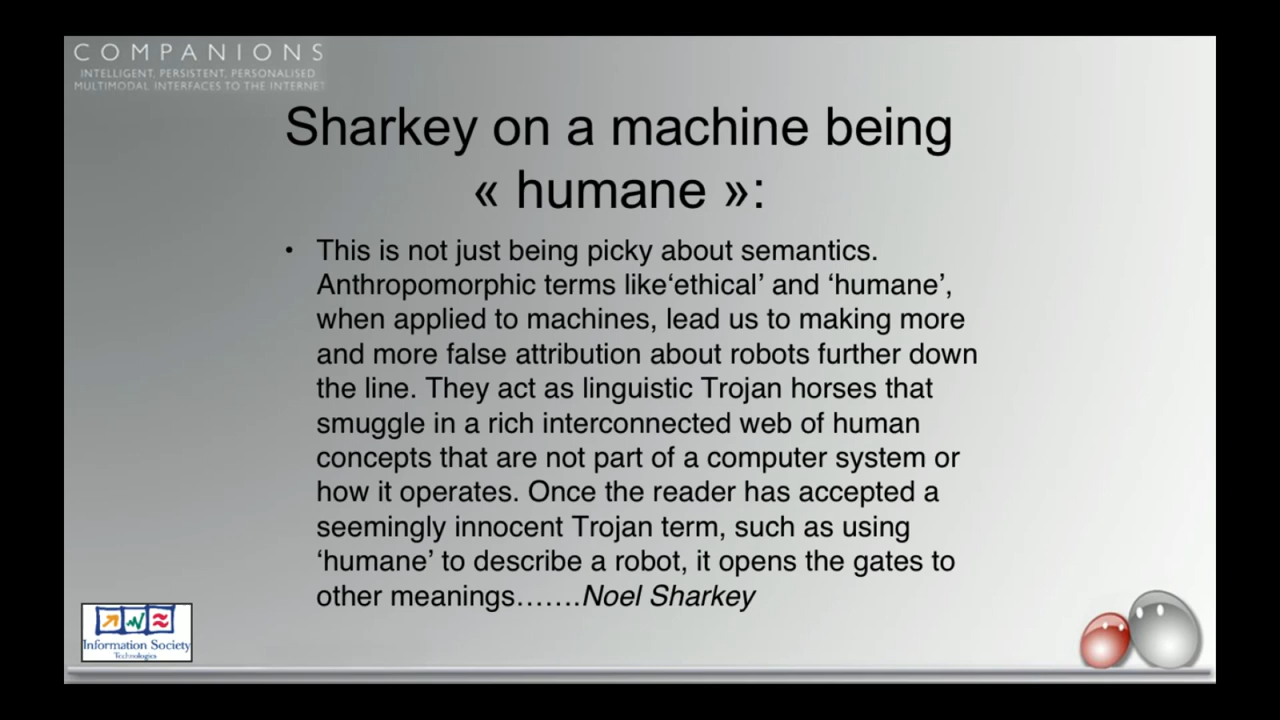 COMPANIONS
INTELLIGENT, PERSISTENT, PERSONALISED
MULTIMODAL INTERFACES TO THE INTERNET
Sharkey on a machine being
« humane »:
• This is not just being picky about semantics.
Anthropomorphic terms like‘ethical’ and ‘humane’,
when applied to machines, lead us to making more
and more false attribution about robots further down
the line. They act as linguistic Trojan horses that
smuggle in a rich interconnected web of human
concepts that are not part of a computer system or
how it operates. Once the reader has accepted a
seemingly innocent Trojan term, such as using
‘humane’ to describe a robot, it opens the gates to
other meanings…….Noel Sharkey
Information Society
Technologies